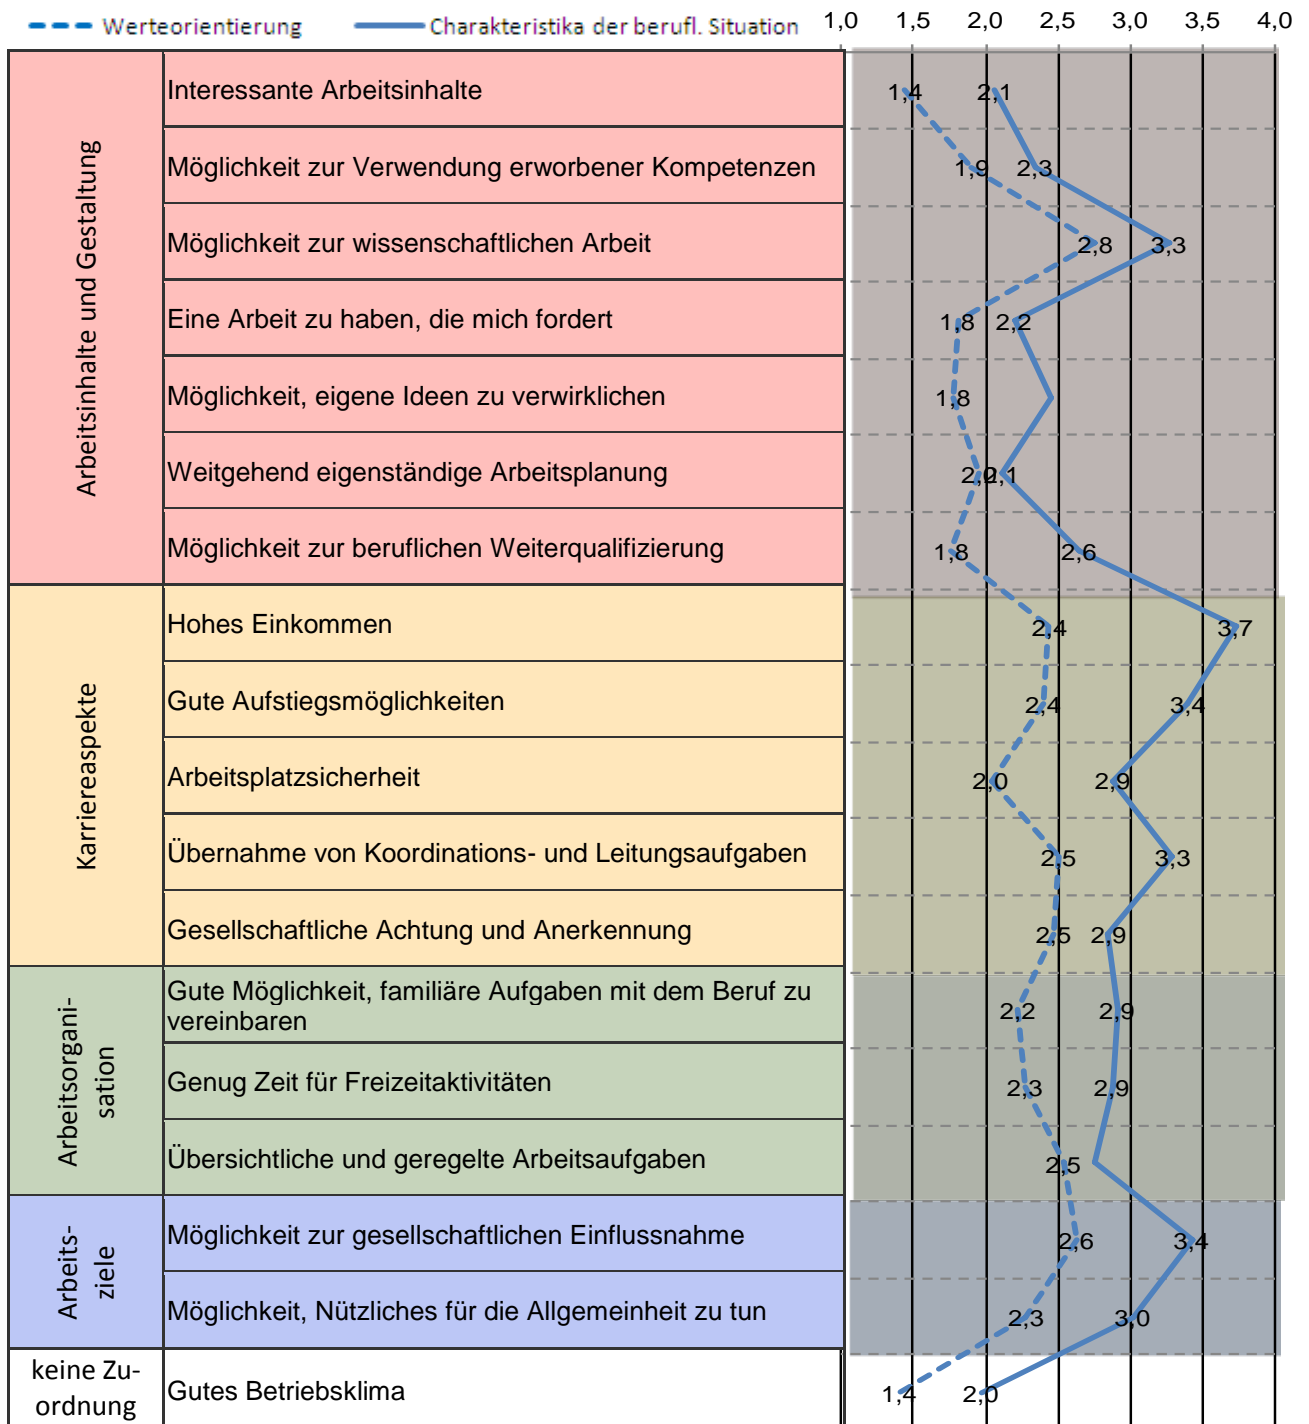 Werteorientierung Charakteristika der berufl. Situation 1,0 1,5 2,0 2,5 3,0 3,5 4,0
Arbeitsinhalte und Gestaltung
Interessante Arbeitsinhalte 1,4 2,1
Möglichkeit zur Verwendung erworbener Kompetenzen 1,9 2,3
Möglichkeit zur wissenschaftlichen Arbeit 2,8 3,3
Eine Arbeit zu haben, die mich fordert 1,8 2,2
Möglichkeit, eigene Ideen zu verwirklichen 1,8
Weitgehend eigenständige Arbeitsplanung 2,0 2,1
Möglichkeit zur beruflichen Weiterqualifizierung 1,8 2,6
Karriereaspekte
Hohes Einkommen 2,4 3,7
Gute Aufstiegsmöglichkeiten 2,4 3,4
Arbeitsplatzsicherheit 2,0 2,9
Übernahme von Koordinations- und Leitungsaufgaben 2,5 3,3
Gesellschaftliche Achtung und Anerkennung 2,5 2,9
Arbeitsorgani-
sation
Gute Möglichkeit, familiäre Aufgaben mit dem Beruf zu
vereinbaren 2,2 2,9
Genug Zeit für Freizeitaktivitäten 2,3 2,9
Übersichtliche und geregelte Arbeitsaufgaben 2,5
Arbeits-
ziele
Möglichkeit zur gesellschaftlichen Einflussnahme 2,6 3,4
Möglichkeit, Nützliches für die Allgemeinheit zu tun 2,3 3,0
keine Zu-
ordnung
Gutes Betriebsklima 1,4 2,0